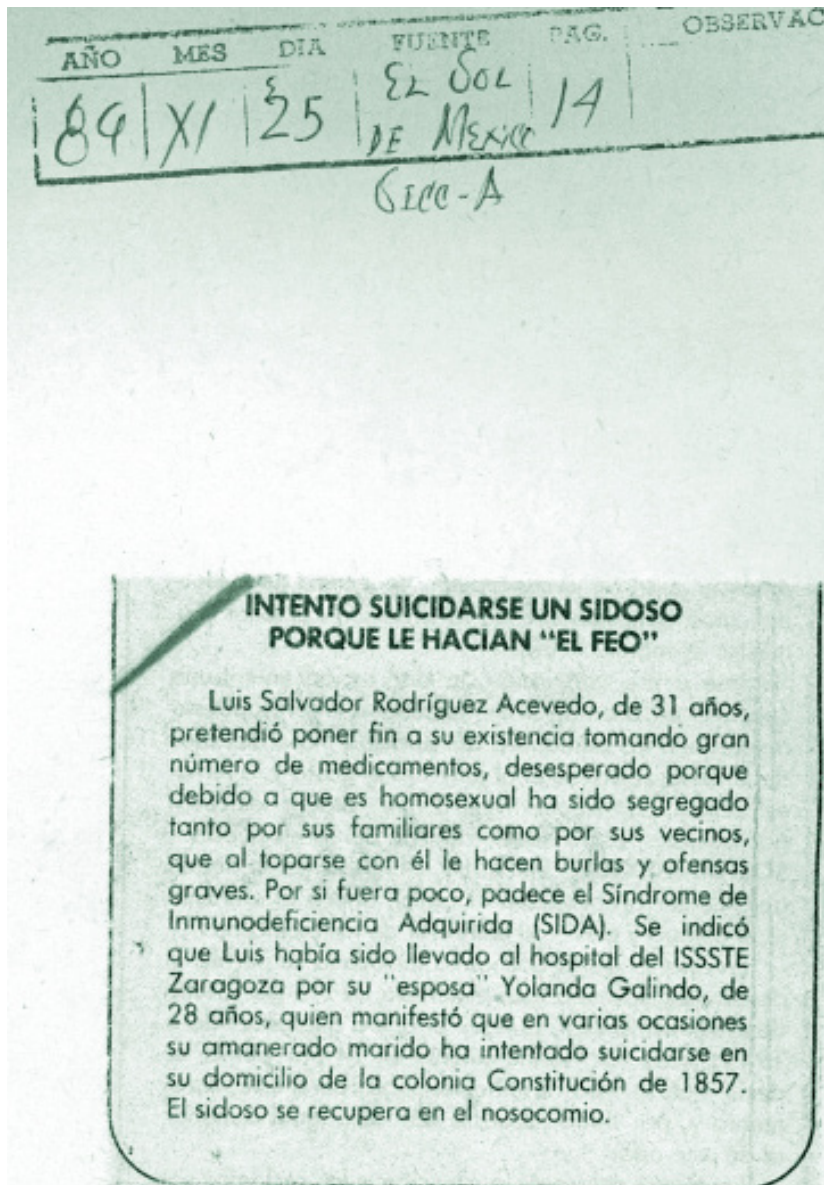 AÑO MES DIA FUENTE PAG. OBSERVAC
89 XI 25 EL SOL DE MEXICO 14
SECC-A
INTENTO SUICIDARSE UN SIDOSO
PORQUE LE HACIAN "EL FEO"
Luis Salvador Rodríguez Acevedo, de 31 años,
pretendió poner fin a su existencia tomando gran
número de medicamentos, desesperado porque
debido a que es homosexual ha sido segregado
tanto por sus familiares como por sus vecinos,
que al toparse con él le hacen burlas y ofensas
graves. Por si fuera poco, padece el Síndrome de
Inmunodeficiencia Adquirida (SIDA). Se indicó
que Luis había sido llevado al hospital del ISSSTE
Zaragoza por su "esposa" Yolanda Galindo, de
28 años, quien manifestó que en varias ocasiones
su amanerado marido ha intentado suicidarse en
su domicilio de la colonia Constitución de 1857.
El sidoso se recupera en el nosocomio.